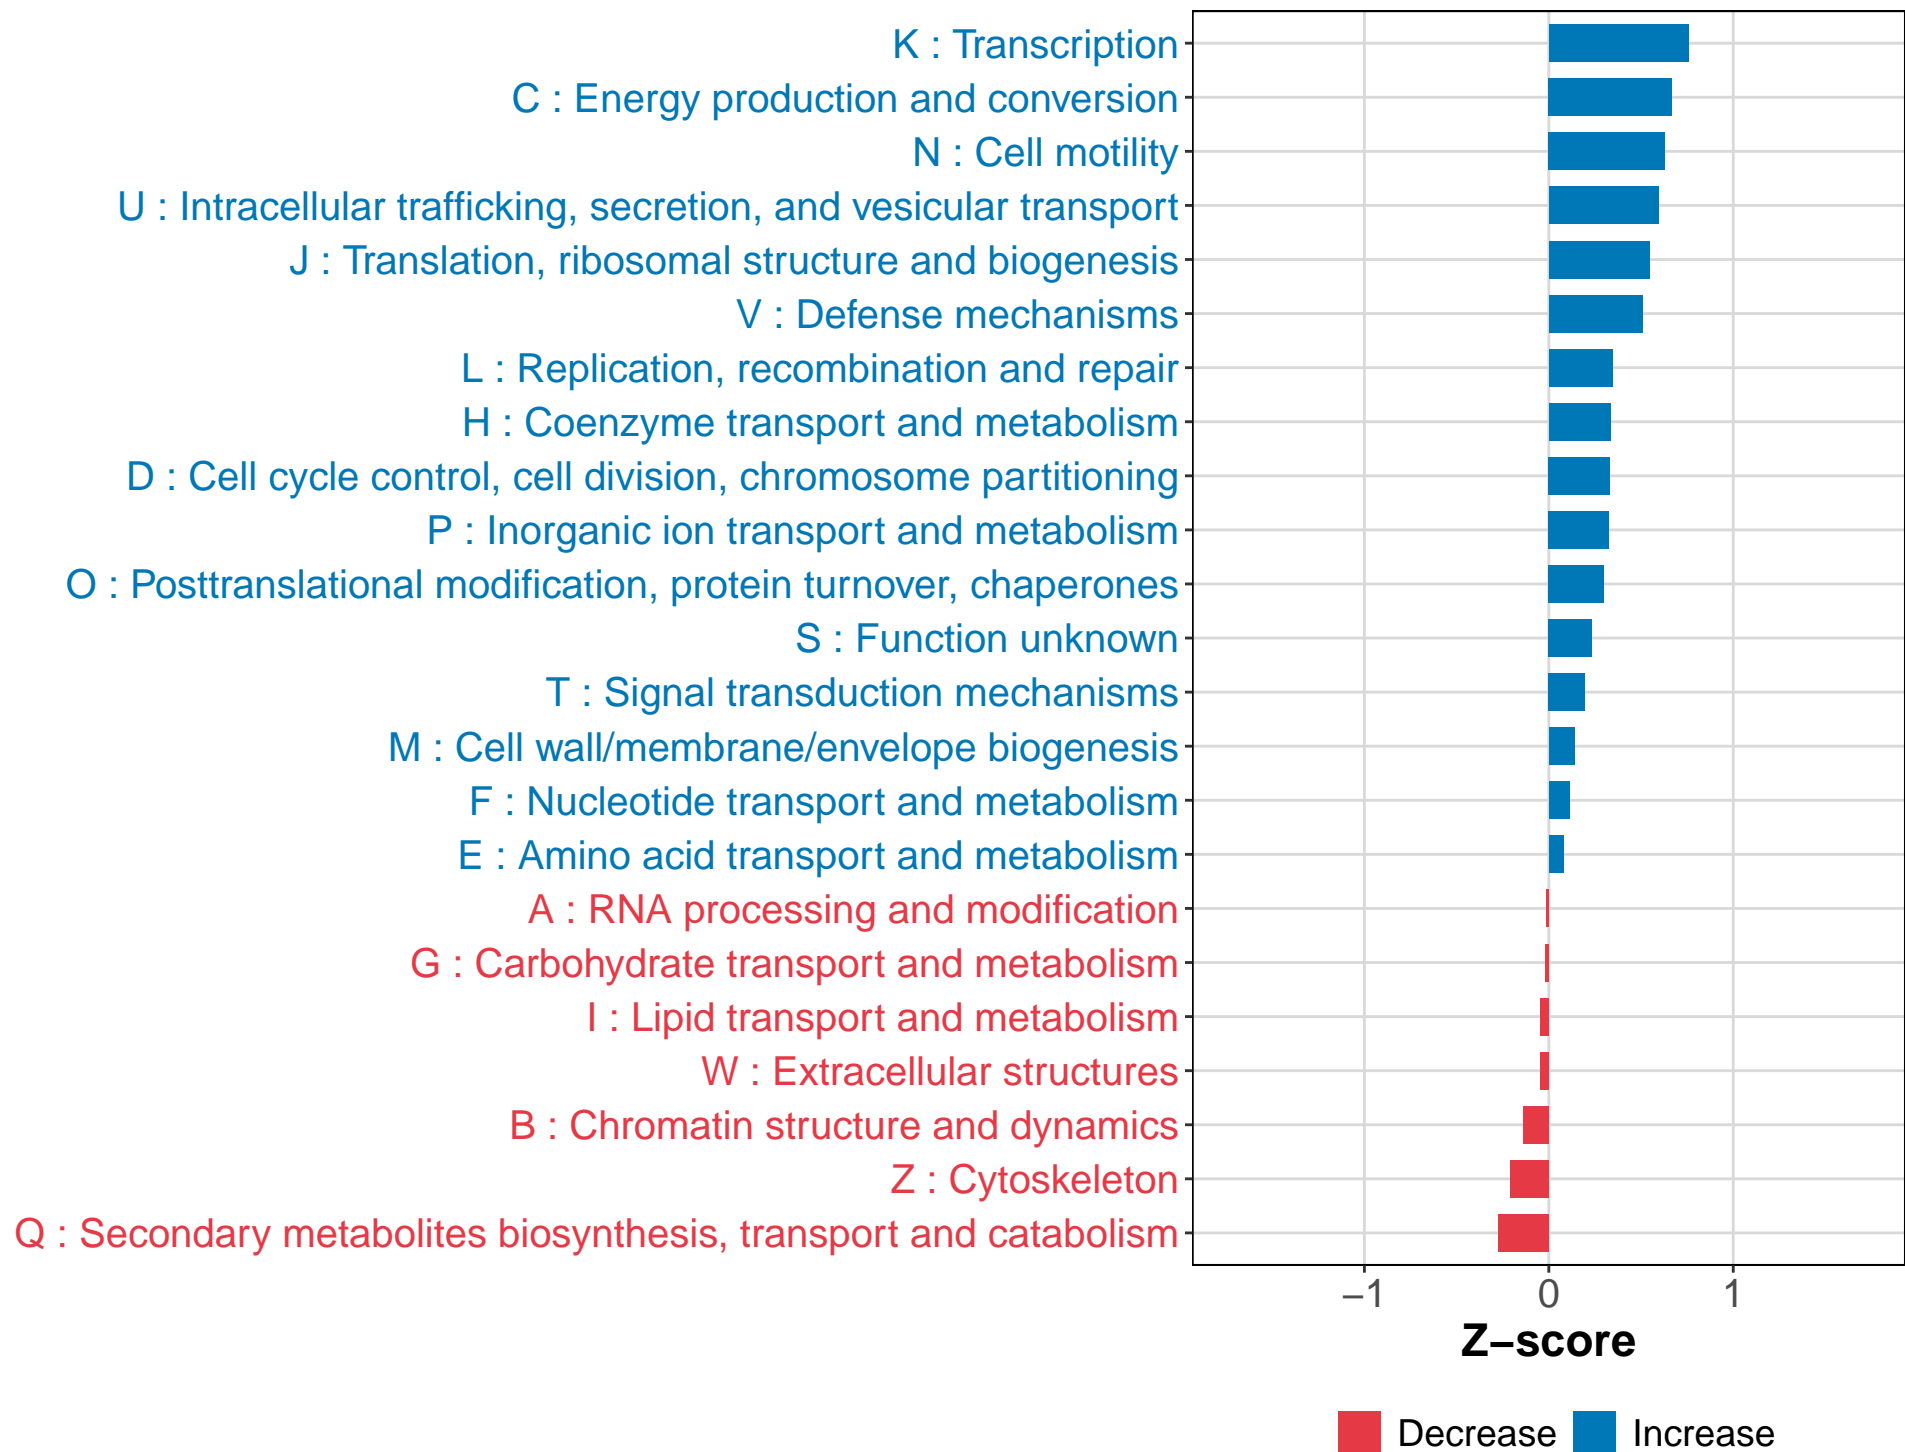 K : Transcription
C : Energy production and conversion
N : Cell motility
U : Intracellular trafficking, secretion, and vesicular transport
J : Translation, ribosomal structure and biogenesis
V : Defense mechanisms
L : Replication, recombination and repair
H : Coenzyme transport and metabolism
D : Cell cycle control, cell division, chromosome partitioning
P : Inorganic ion transport and metabolism
O : Posttranslational modification, protein turnover, chaperones
S : Function unknown
T : Signal transduction mechanisms
M : Cell wall/membrane/envelope biogenesis
F : Nucleotide transport and metabolism
E : Amino acid transport and metabolism
A : RNA processing and modification
G : Carbohydrate transport and metabolism
I : Lipid transport and metabolism
W : Extracellular structures
B : Chromatin structure and dynamics
Z : Cytoskeleton
Q : Secondary metabolites biosynthesis, transport and catabolism
−1 0 1
Z−score
Decrease Increase